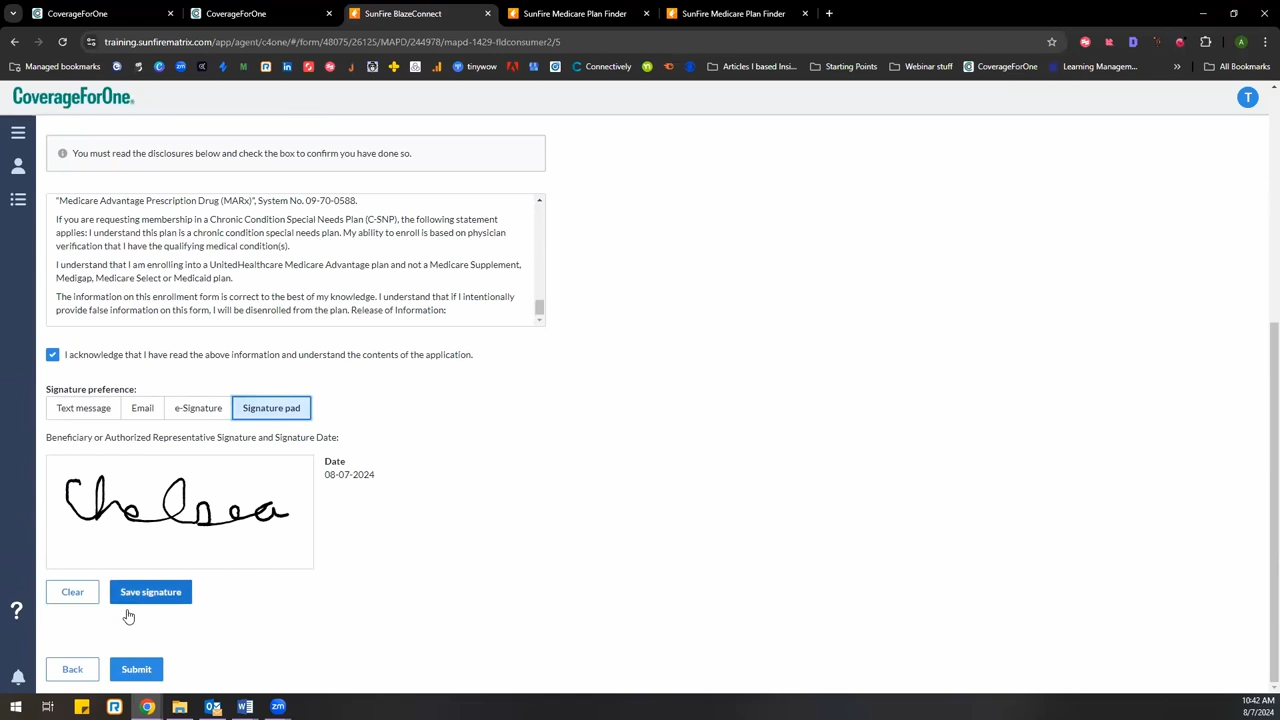 CoverageForOne
CoverageForOne
SunFire BlazeConnect
SunFire Medicare Plan Finder
SunFire Medicare Plan Finder
training.sunfirematrix.com/app/agent/c4one/#/form/48075/26125/MAPD/244978/mapd-1429-fldconsumer2/5
Managed bookmarks
tinywow
Connectively
Articles I based Insi...
Starting Points
Webinar stuff
CoverageForOne
Learning Managem...
All Bookmarks
CoverageForOne
T
You must read the disclosures below and check the box to confirm you have done so.
"Medicare Advantage Prescription Drug (MARx)", System No. 09-70-0588.
If you are requesting membership in a Chronic Condition Special Needs Plan (C-SNP), the following statement
applies: I understand this plan is a chronic condition special needs plan. My ability to enroll is based on physician
verification that I have the qualifying medical condition(s).
I understand that I am enrolling into a UnitedHealthcare Medicare Advantage plan and not a Medicare Supplement,
Medigap, Medicare Select or Medicaid plan.
The information on this enrollment form is correct to the best of my knowledge. I understand that if I intentionally
provide false information on this form, I will be disenrolled from the plan. Release of Information:
I acknowledge that I have read the above information and understand the contents of the application.
Signature preference:
Text message Email e-Signature Signature pad
Beneficiary or Authorized Representative Signature and Signature Date:
Date
08-07-2024
Chelsea
Clear Save signature
Back Submit
10:42 AM
8/7/2024